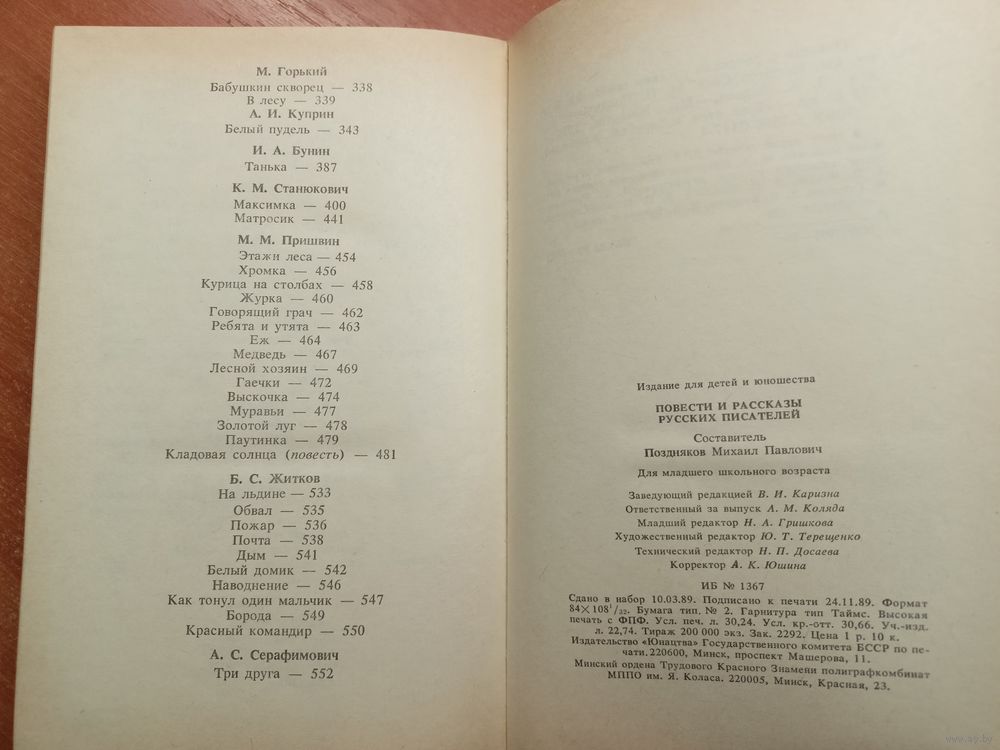 М. Горький
Бабушкин скворец — 338
В лесу — 339
А. И. Куприн
Белый пудель — 343
И. А. Бунин
Танька — 387
К. М. Станюкович
Максимка — 400
Матросик — 441
М. М. Пришвин
Этажи леса — 454
Хромка — 456
Курица на столбах — 458
Журка — 460
Говорящий грач — 462
Ребята и утята — 463
Еж — 464
Медведь — 467
Лесной хозяин — 469
Гаечки — 472
Выскочка — 474
Муравьи — 477
Золотой луг — 478
Паутинка — 479
Кладовая солнца (повесть) — 481
Б. С. Житков
На льдине — 533
Обвал — 535
Пожар — 536
Почта — 538
Дым — 541
Белый домик — 542
Наводнение — 546
Как тонул один мальчик — 547
Борода — 549
Красный командир — 550
А. С. Серафимович
Три друга — 552
Издание для детей и юношества
ПОВЕСТИ И РАССКАЗЫ
РУССКИХ ПИСАТЕЛЕЙ
Составитель
Поздняков Михаил Павлович
Для младшего школьного возраста
Заведующий редакцией В. И. Каризна
Ответственный за выпуск А. М. Коляда
Младший редактор Н. А. Гришкова
Художественный редактор Ю. Т. Терещенко
Технический редактор Н. П. Досаева
Корректор А. К. Юшина
ИБ № 1367
Сдано в набор 10.03.89. Подписано к печати 24.11.89. Формат
84×108¹/₃₂. Бумага тип. № 2. Гарнитура тип Таймс. Высокая
печать с ФПФ. Усл. печ. л. 30,24. Усл. кр.-отт. 30,66. Уч.-изд.
л. 22,74. Тираж 200 000 экз. Зак. 2292. Цена 1 р. 10 к.
Издательство «Юнацтва» Государственного комитета БССР по пе-
чати. 220600, Минск, проспект Машерова, 11.
Минский ордена Трудового Красного Знамени полиграфкомбинат
МППО им. Я. Коласа. 220005, Минск, Красная, 23.
www.ay.by